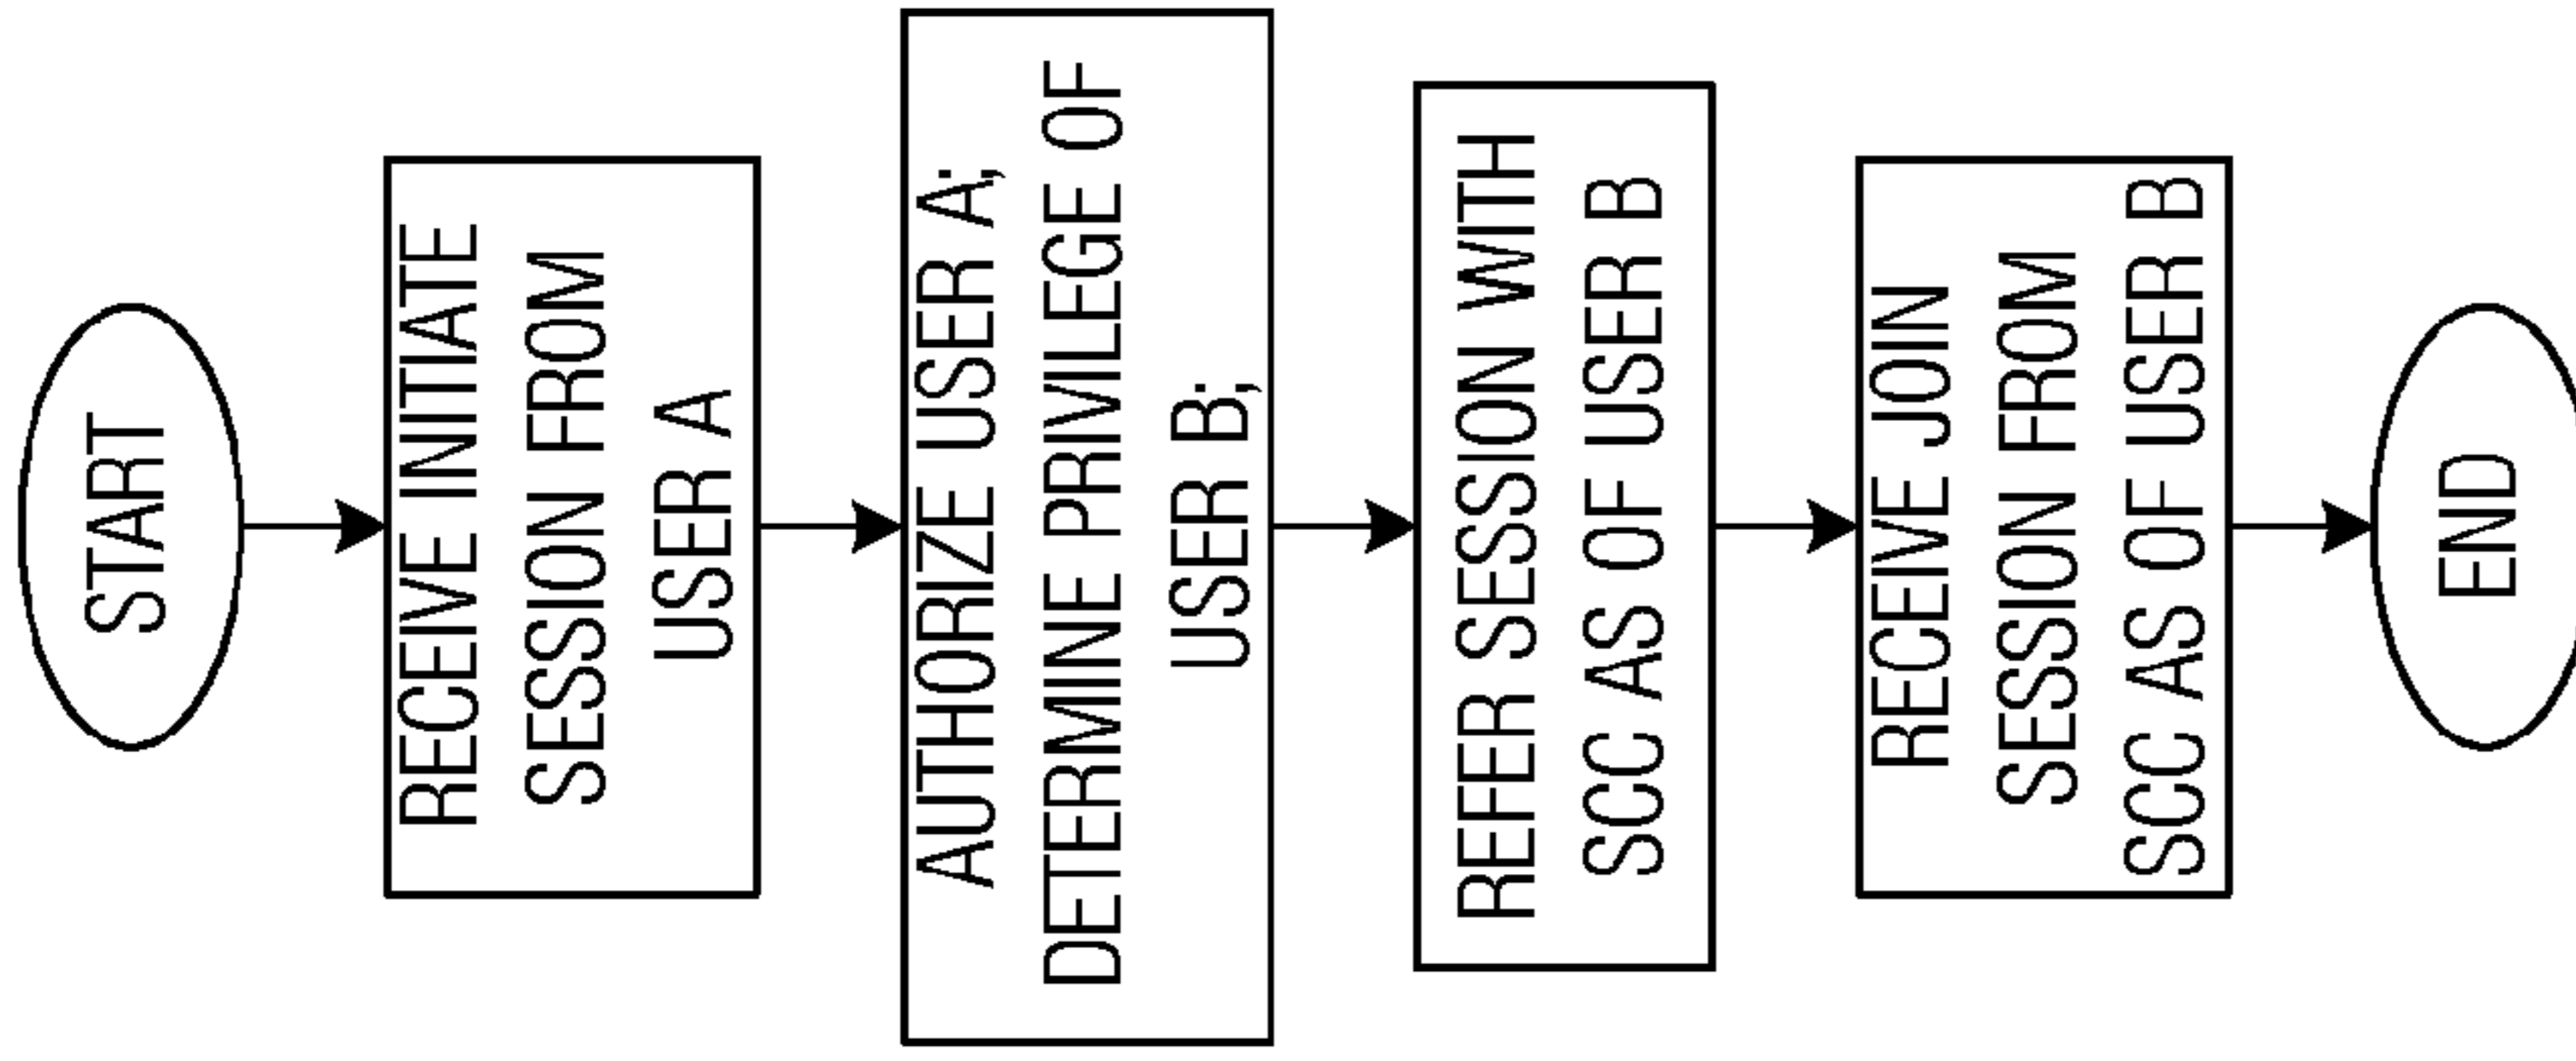 START
RECEIVE INITIATE
SESSION FROM
USER A
AUTHORIZE USER A;
DETERMINE PRIVILEGE OF
USER B;
REFER SESSION WITH
SCC AS OF USER B
RECEIVE JOIN
SESSION FROM
SCC AS OF USER B
END